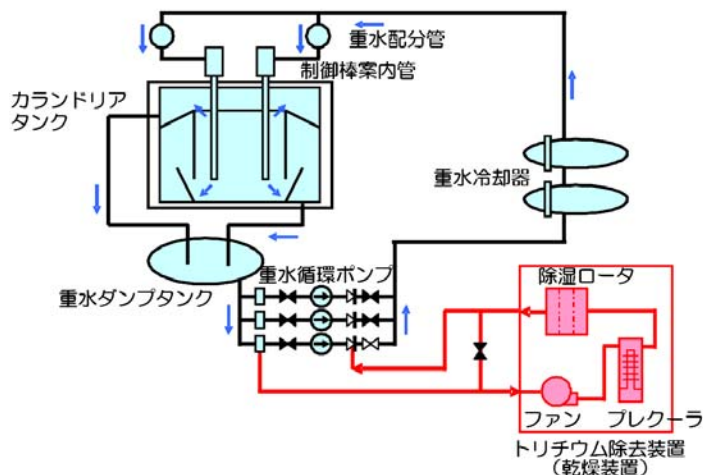 重水配分管
制御棒案内管
カランドリア
タンク
重水冷却器
重水循環ポンプ
重水ダンプタンク
除湿ロータ
ファン
プレクーラ
トリチウム除去装置
(乾燥装置)